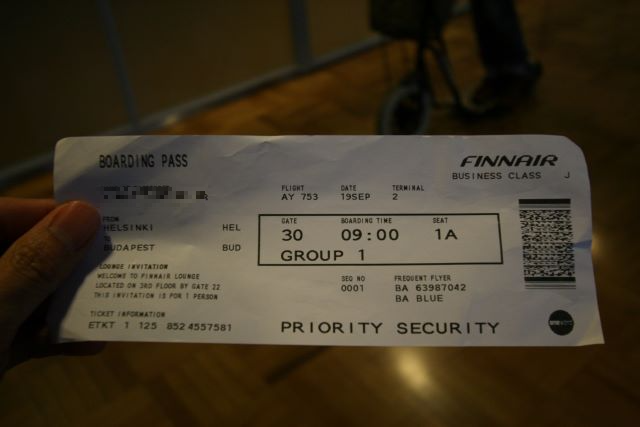 BOARDING PASS
FINNAIR
BUSINESS CLASS J
FLIGHT DATE TERMINAL
AY 753 19SEP 2
FROM
HELSINKI HEL
TO
BUDAPEST BUD
GATE BOARDING TIME SEAT
30 09:00 1A
GROUP 1
LOUNGE INVITATION
WELCOME TO FINNAIR LOUNGE
LOCATED ON 3RD FLOOR BY GATE 22
THIS INVITATION IS FOR 1 PERSON
SEQ NO FREQUENT FLYER
0001 BA 63987042
BA BLUE
TICKET INFORMATION
ETKT 1 125 8524557581
PRIORITY SECURITY
oneworld